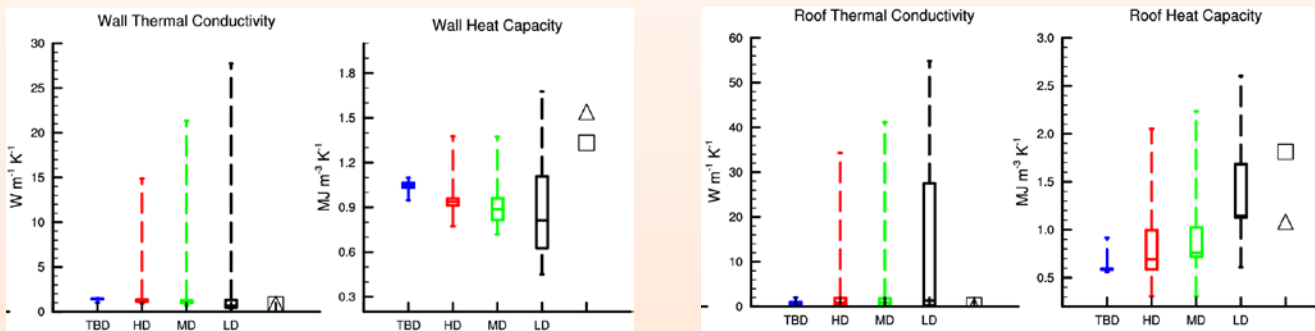 Wall Thermal Conductivity
30
25
20
15
10
5
0
W m⁻¹ K⁻¹
TBD HD MD LD
Wall Heat Capacity
1.8
1.5
1.2
0.9
0.6
0.3
MJ m⁻³ K⁻¹
TBD HD MD LD
Roof Thermal Conductivity
60
50
40
30
20
10
0
W m⁻¹ K⁻¹
TBD HD MD LD
Roof Heat Capacity
3.0
2.5
2.0
1.5
1.0
0.5
MJ m⁻³ K⁻¹
TBD HD MD LD